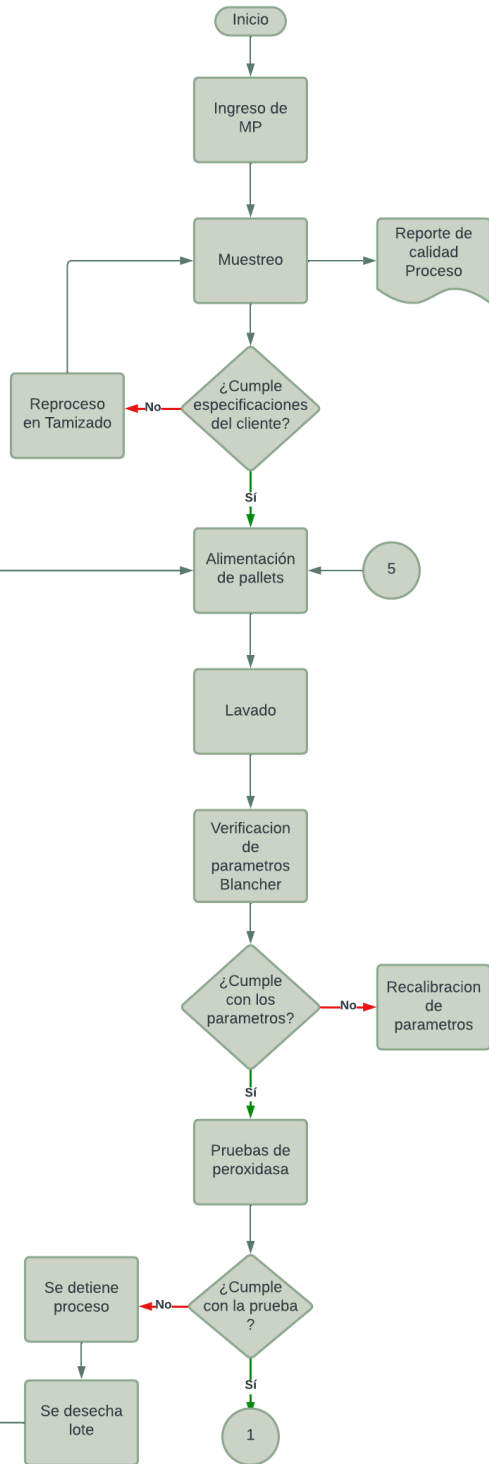 Inicio
Ingreso de
MP
Muestreo
Reporte de
calidad
Proceso
¿Cumple
especificaciones
del cliente?
No
Reproceso
en Tamizado
Sí
Alimentación
de pallets
5
Lavado
Verificacion
de
parametros
Blancher
¿Cumple
con los
parametros?
No
Recalibracion
de
parametros
Sí
Pruebas de
peroxidasa
¿Cumple
con la prueba
?
No
Se detiene
proceso
Sí
Se desecha
lote
1